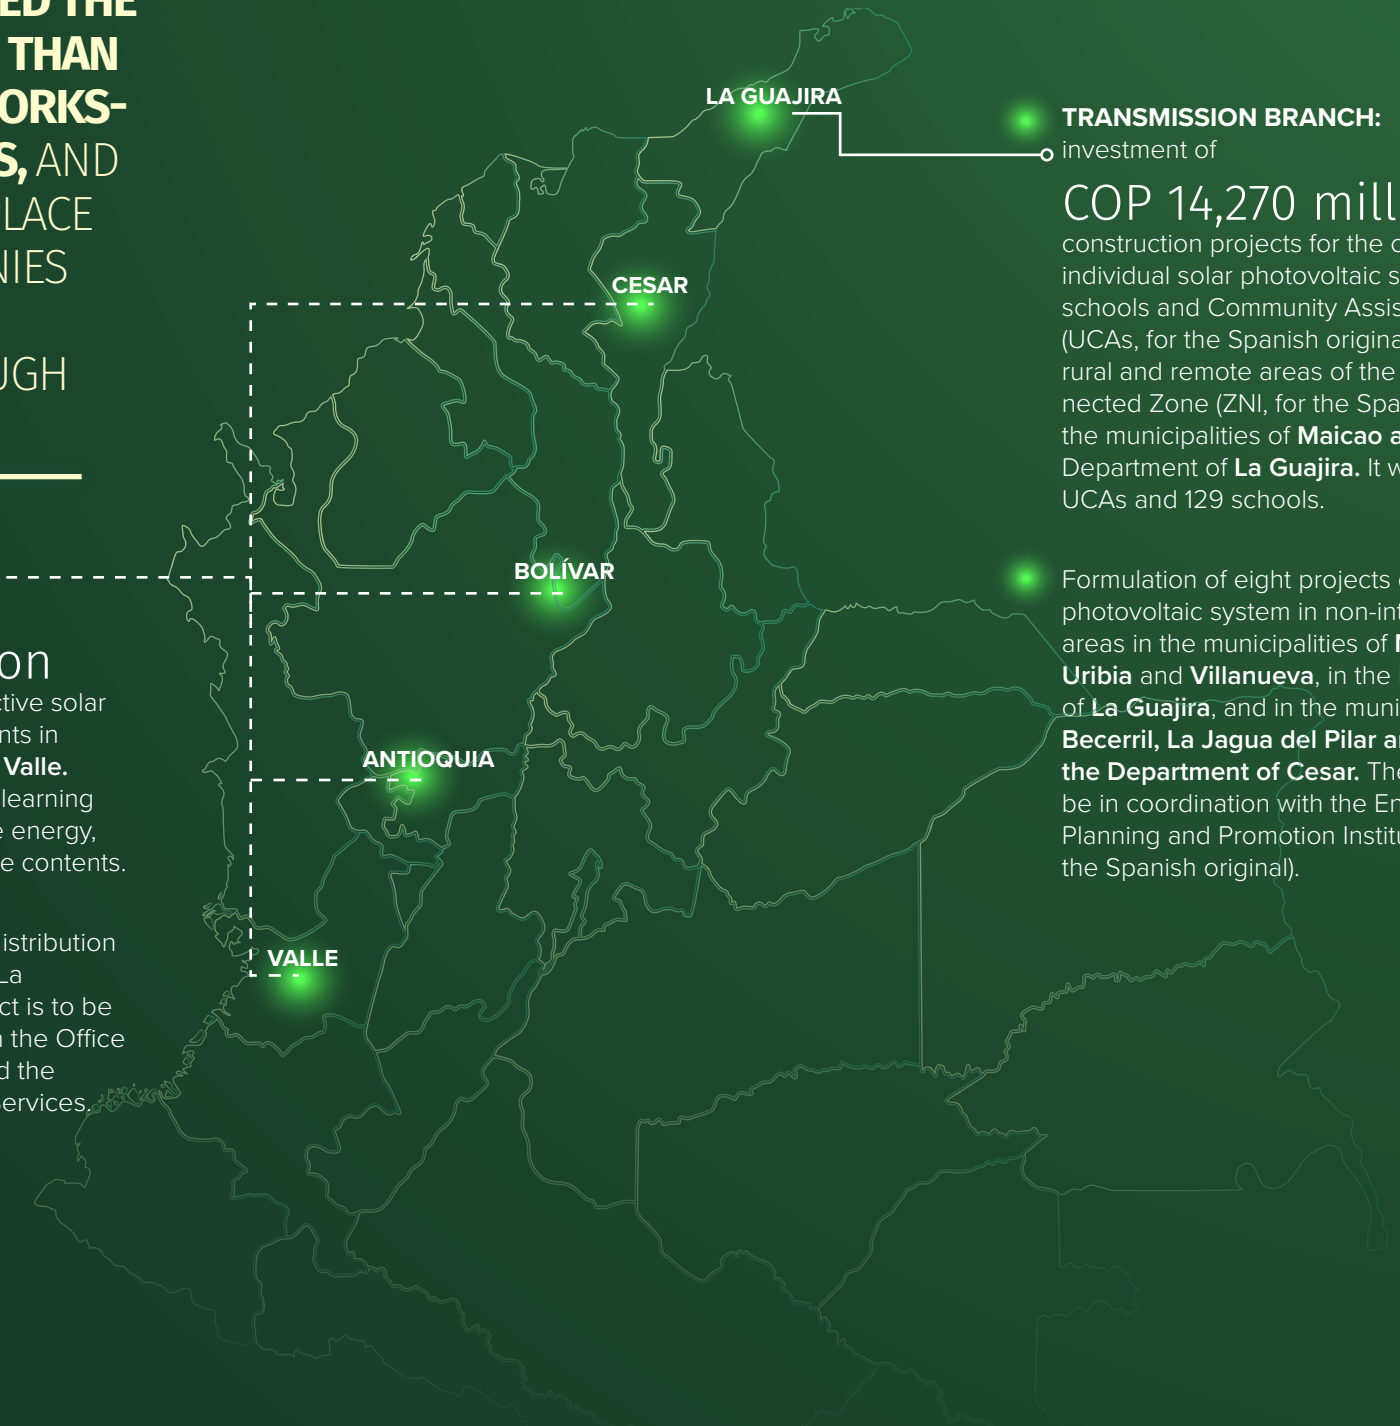 ED THE
THAN
ORKS-
S, AND
LACE
NIES
UGH
on
ctive solar
nts in
Valle.
learning
e energy,
e contents.
istribution
La
ct is to be
n the Office
d the
Services.
LA GUAJIRA
CESAR
BOLÍVAR
ANTIOQUIA
VALLE
TRANSMISSION BRANCH:
investment of
COP 14,270 mill
construction projects for the c
individual solar photovoltaic s
schools and Community Assis
(UCAs, for the Spanish origina
rural and remote areas of the
nected Zone (ZNI, for the Spa
the municipalities of Maicao a
Department of La Guajira. It w
UCAs and 129 schools.
Formulation of eight projects
photovoltaic system in non-int
areas in the municipalities of
Uribia and Villanueva, in the
of La Guajira, and in the muni
Becerril, La Jagua del Pilar a
the Department of Cesar. The
be in coordination with the En
Planning and Promotion Institu
the Spanish original).